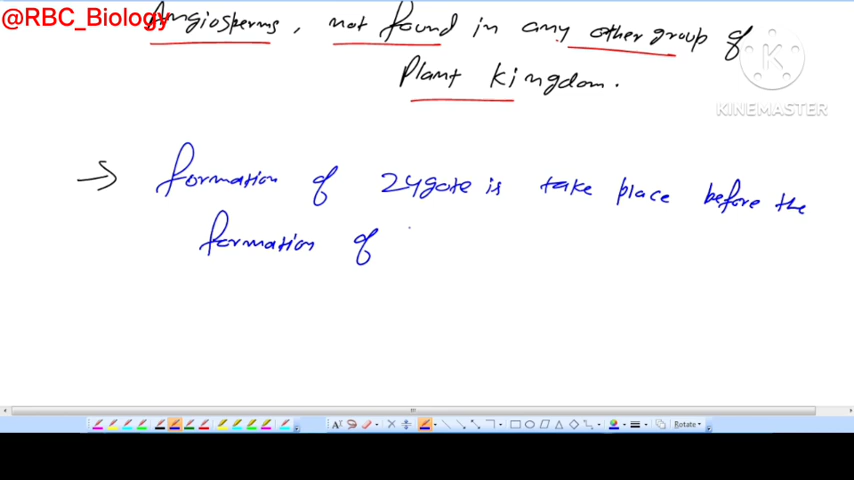 @RBC_Biology
Angiosperms, not found in any other group of
Plant Kingdom.
KINEMASTER
→ formation of zygote is take place before the
formation of
Rotate